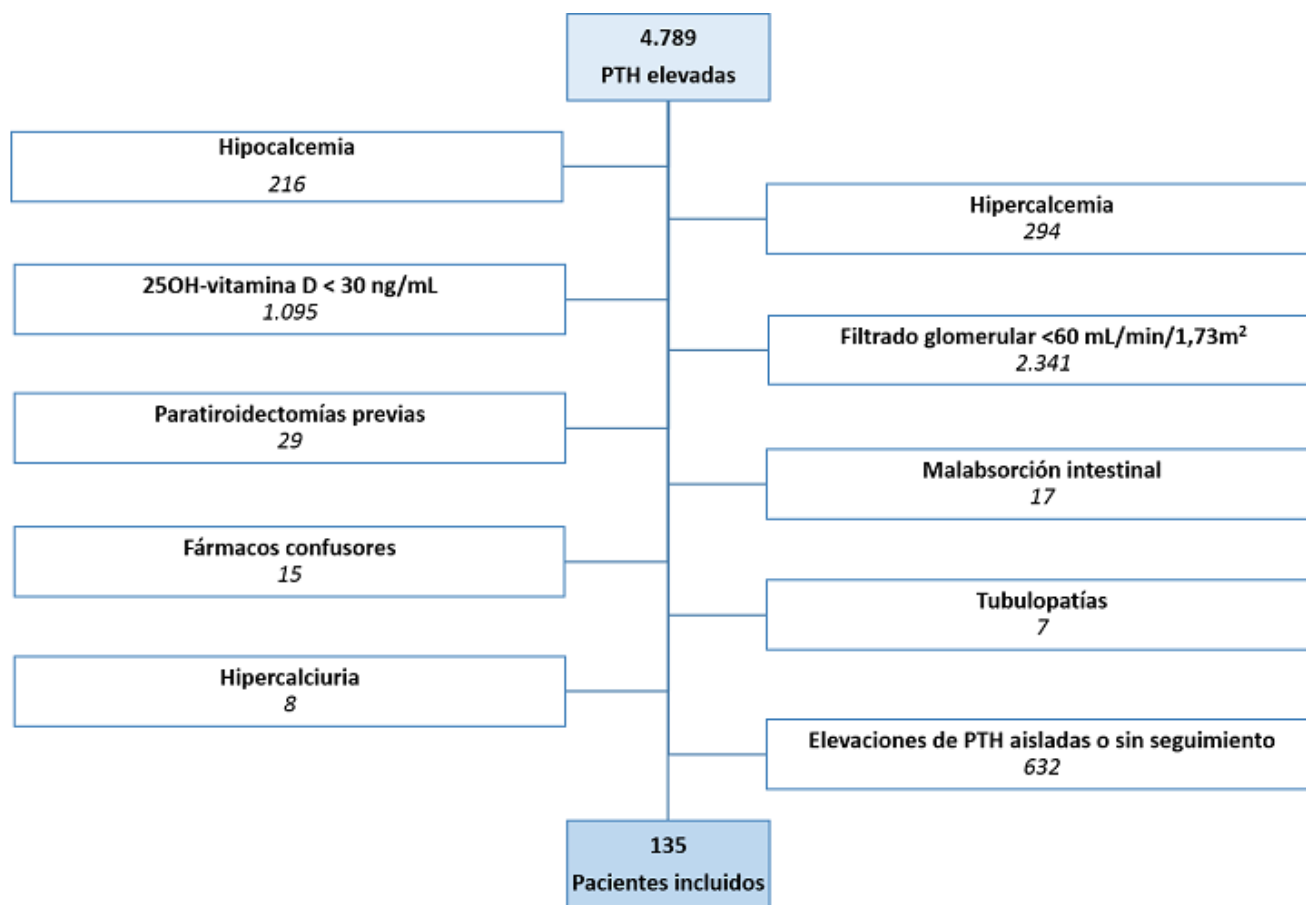 4.789
PTH elevadas
Hipocalcemia
216
Hipercalcemia
294
25OH-vitamina D < 30 ng/mL
1.095
Filtrado glomerular <60 mL/min/1,73m²
2.341
Paratiroidectomías previas
29
Malabsorción intestinal
17
Fármacos confusores
15
Tubulopatías
7
Hipercalciuria
8
Elevaciones de PTH aisladas o sin seguimiento
632
135
Pacientes incluidos